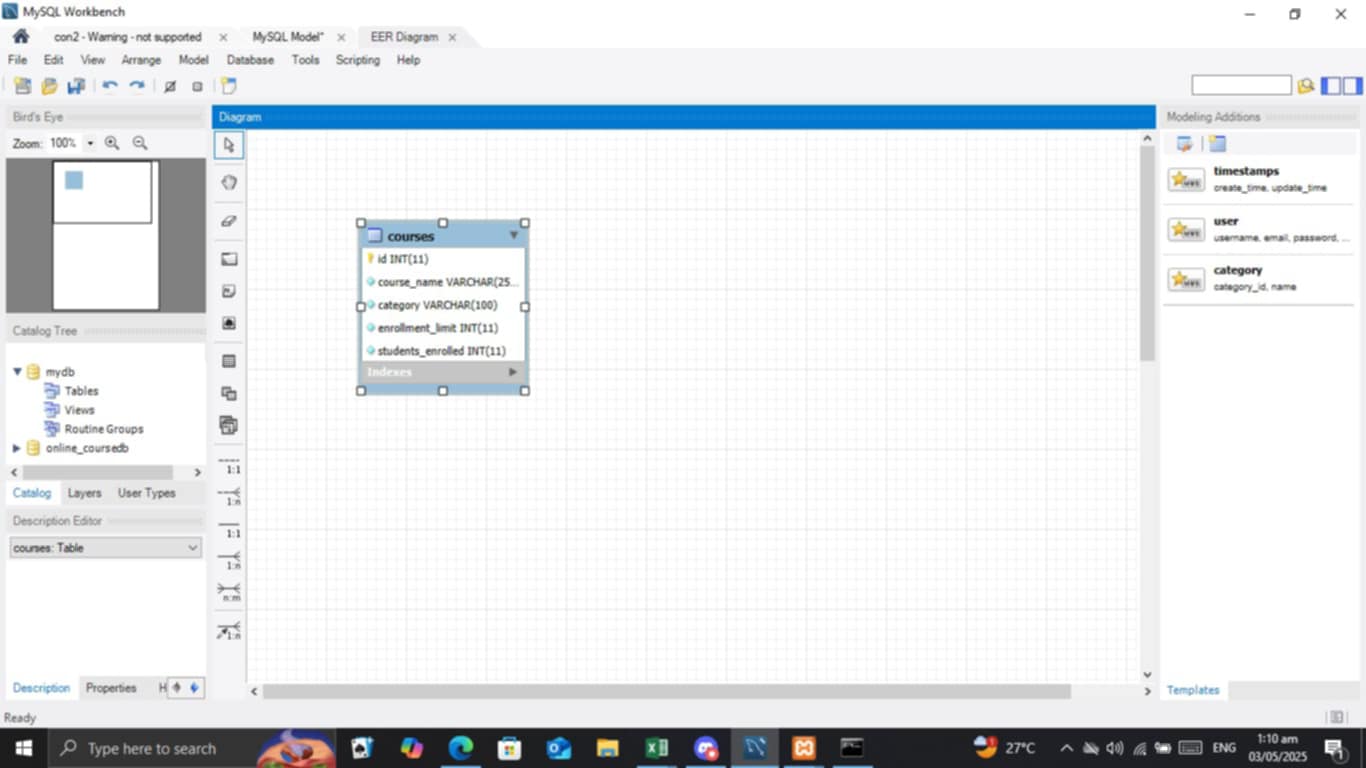 MySQL Workbench
con2 - Warning - not supported
MySQL Model*
EER Diagram
File Edit View Arrange Model Database Tools Scripting Help
Bird's Eye
Diagram
Modeling Additions
Zoom: 100%
timestamps
create_time, update_time
user
username, email, password, ...
category
category_id, name
courses
id INT(11)
course_name VARCHAR(25...
category VARCHAR(100)
enrollment_limit INT(11)
students_enrolled INT(11)
Indexes
Catalog Tree
mydb
Tables
Views
Routine Groups
online_coursedb
Catalog Layers User Types
Description Editor
courses: Table
1:1
1:n
1:1
1:n
n:m
1:n
Description Properties H
Templates
Ready
Type here to search
27°C
ENG
1:10 am
03/05/2025
1